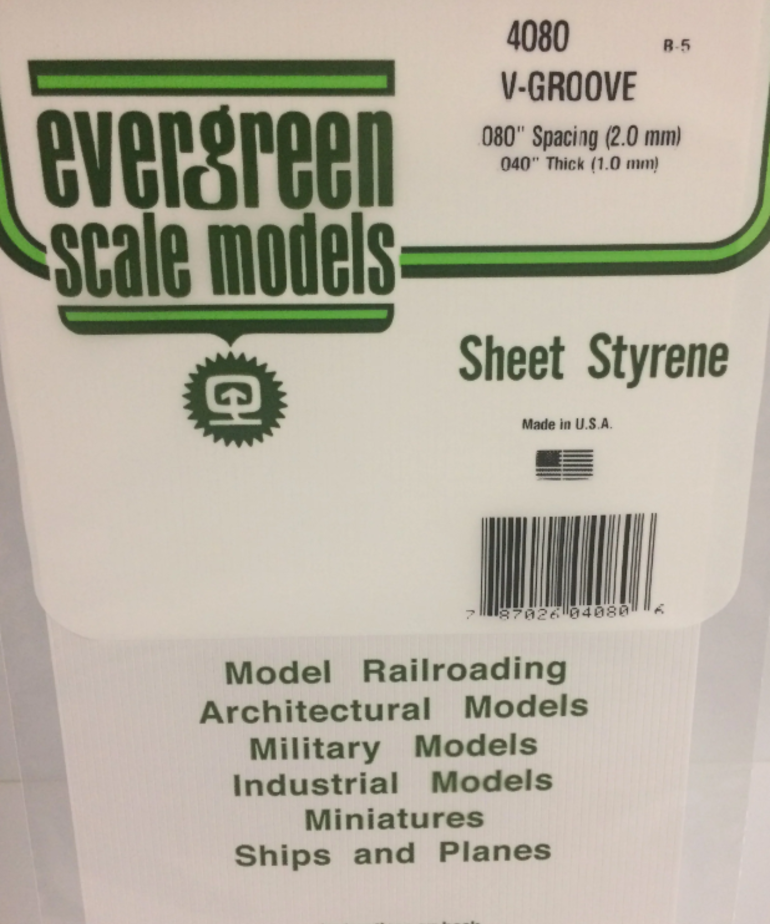 4080 B-5
V-GROOVE
.080" Spacing (2.0 mm)
.040" Thick (1.0 mm)
evergreen
scale models
Sheet Styrene
Made in U.S.A.
7 87026 04080 6
Model Railroading
Architectural Models
Military Models
Industrial Models
Miniatures
Ships and Planes